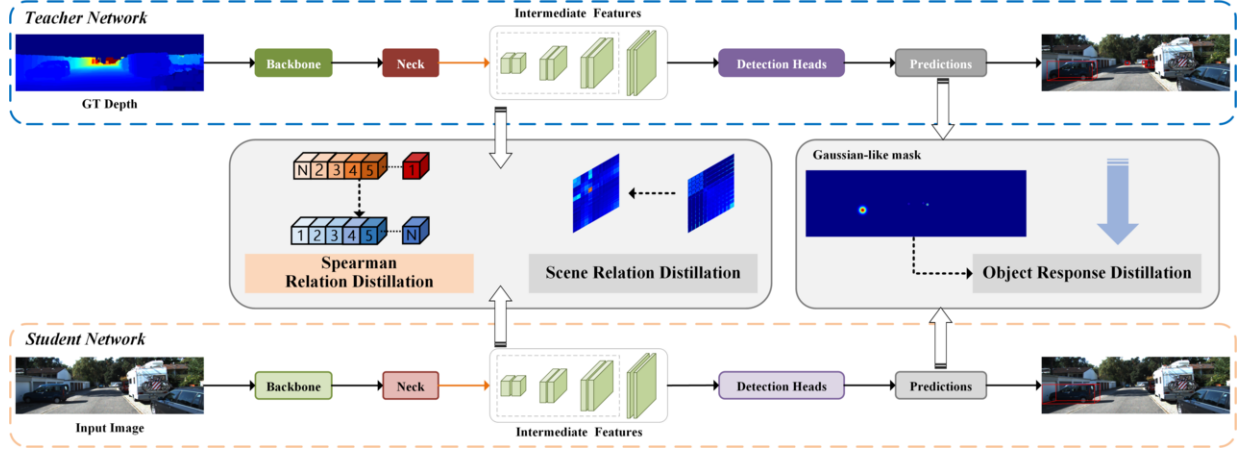 Teacher Network
Intermediate Features
GT Depth
Backbone
Neck
Detection Heads
Predictions
N 2 3 4 5 1
1 2 3 4 5 N
Spearman
Relation Distillation
Scene Relation Distillation
Gaussian-like mask
Object Response Distillation
Student Network
Input Image
Backbone
Neck
Intermediate Features
Detection Heads
Predictions